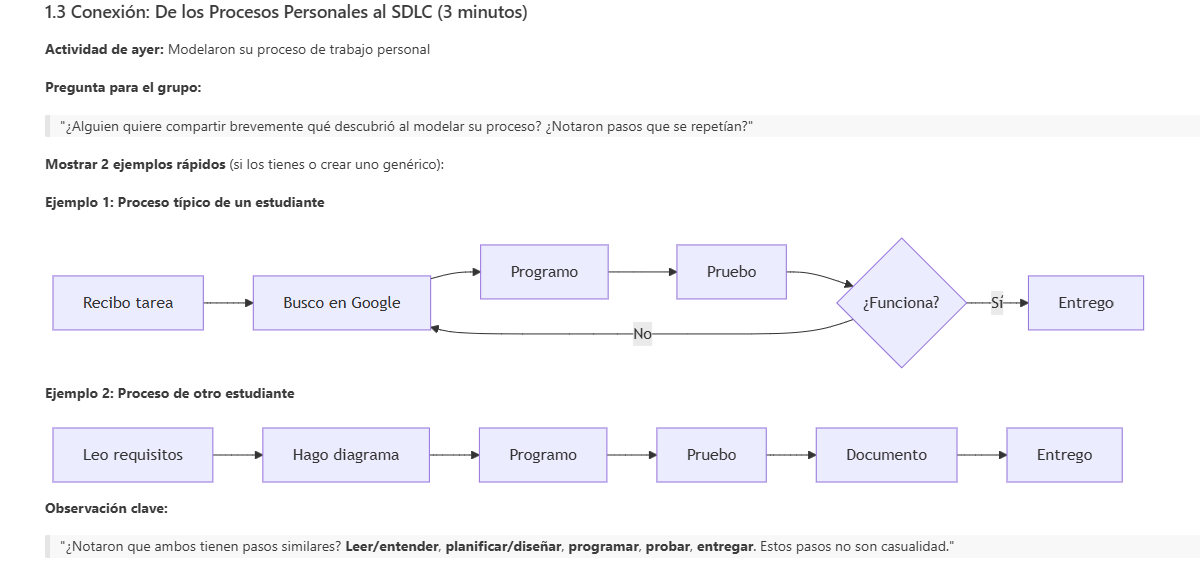 1.3 Conexión: De los Procesos Personales al SDLC (3 minutos)
Actividad de ayer: Modelaron su proceso de trabajo personal
Pregunta para el grupo:
"¿Alguien quiere compartir brevemente qué descubrió al modelar su proceso? ¿Notaron pasos que se repetían?"
Mostrar 2 ejemplos rápidos (si los tienes o crear uno genérico):
Ejemplo 1: Proceso típico de un estudiante
Recibo tarea
Busco en Google
Programo
Pruebo
¿Funciona?
Sí
Entrego
No
Ejemplo 2: Proceso de otro estudiante
Leo requisitos
Hago diagrama
Programo
Pruebo
Documento
Entrego
Observación clave:
"¿Notaron que ambos tienen pasos similares? Leer/entender, planificar/diseñar, programar, probar, entregar. Estos pasos no son casualidad."